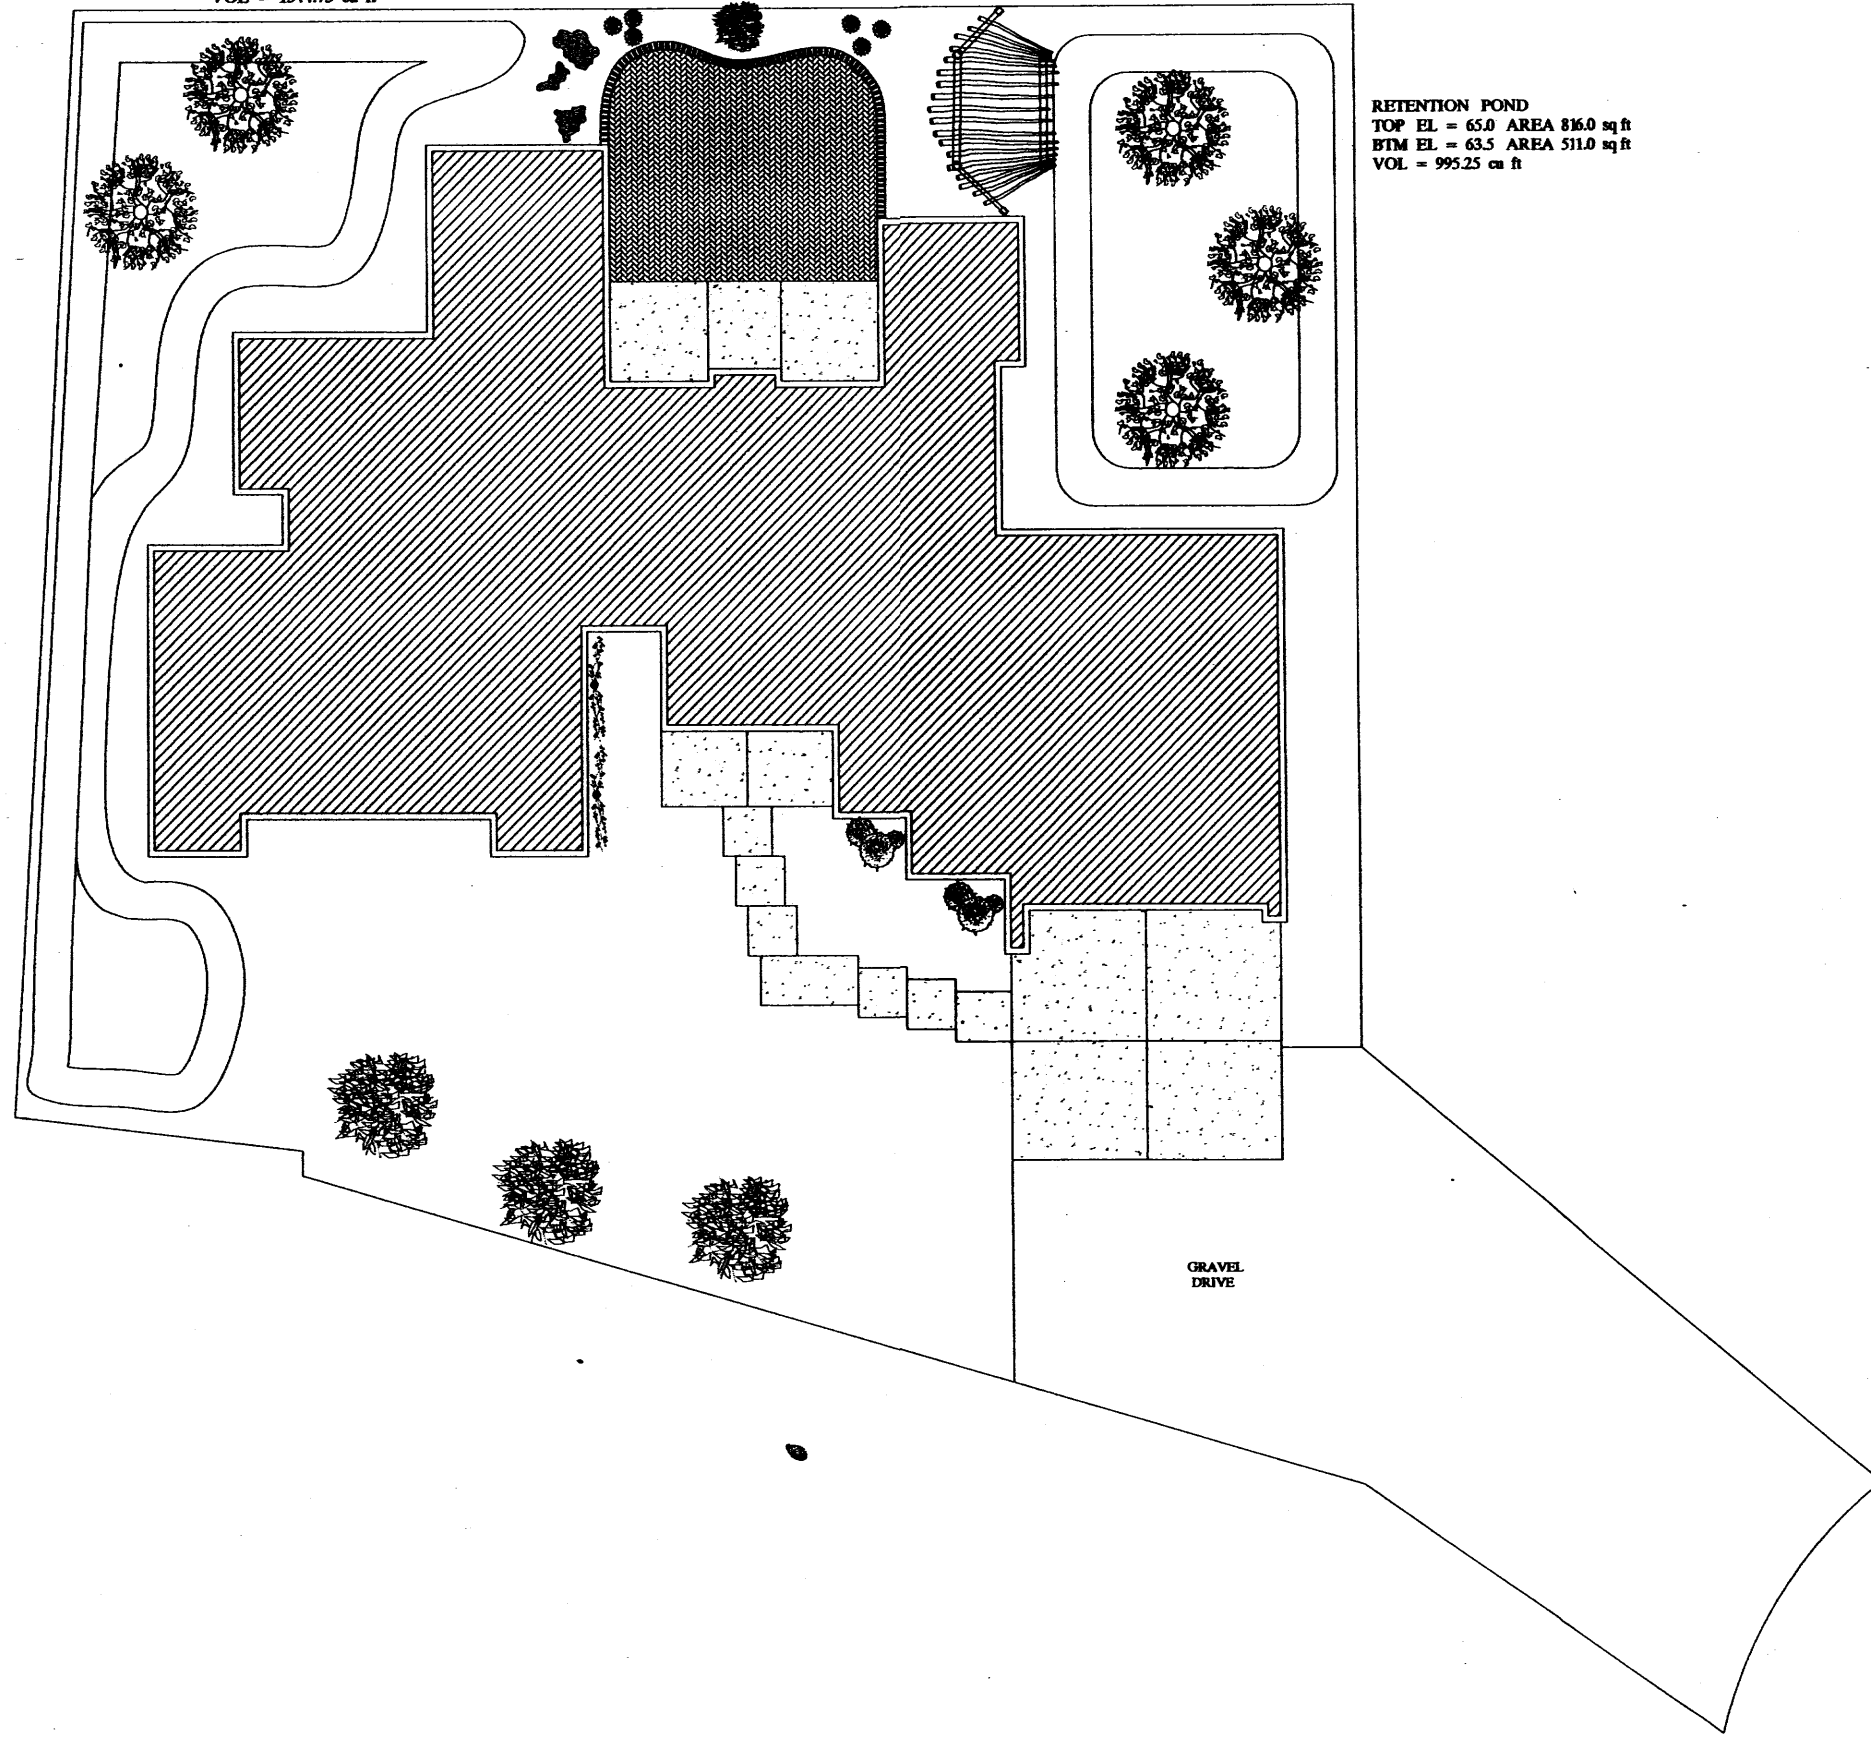 VOL =
RETENTION POND
TOP EL = 65.0 AREA 816.0 sq ft
BTM EL = 63.5 AREA 511.0 sq ft
VOL = 995.25 cu ft
GRAVEL
DRIVE